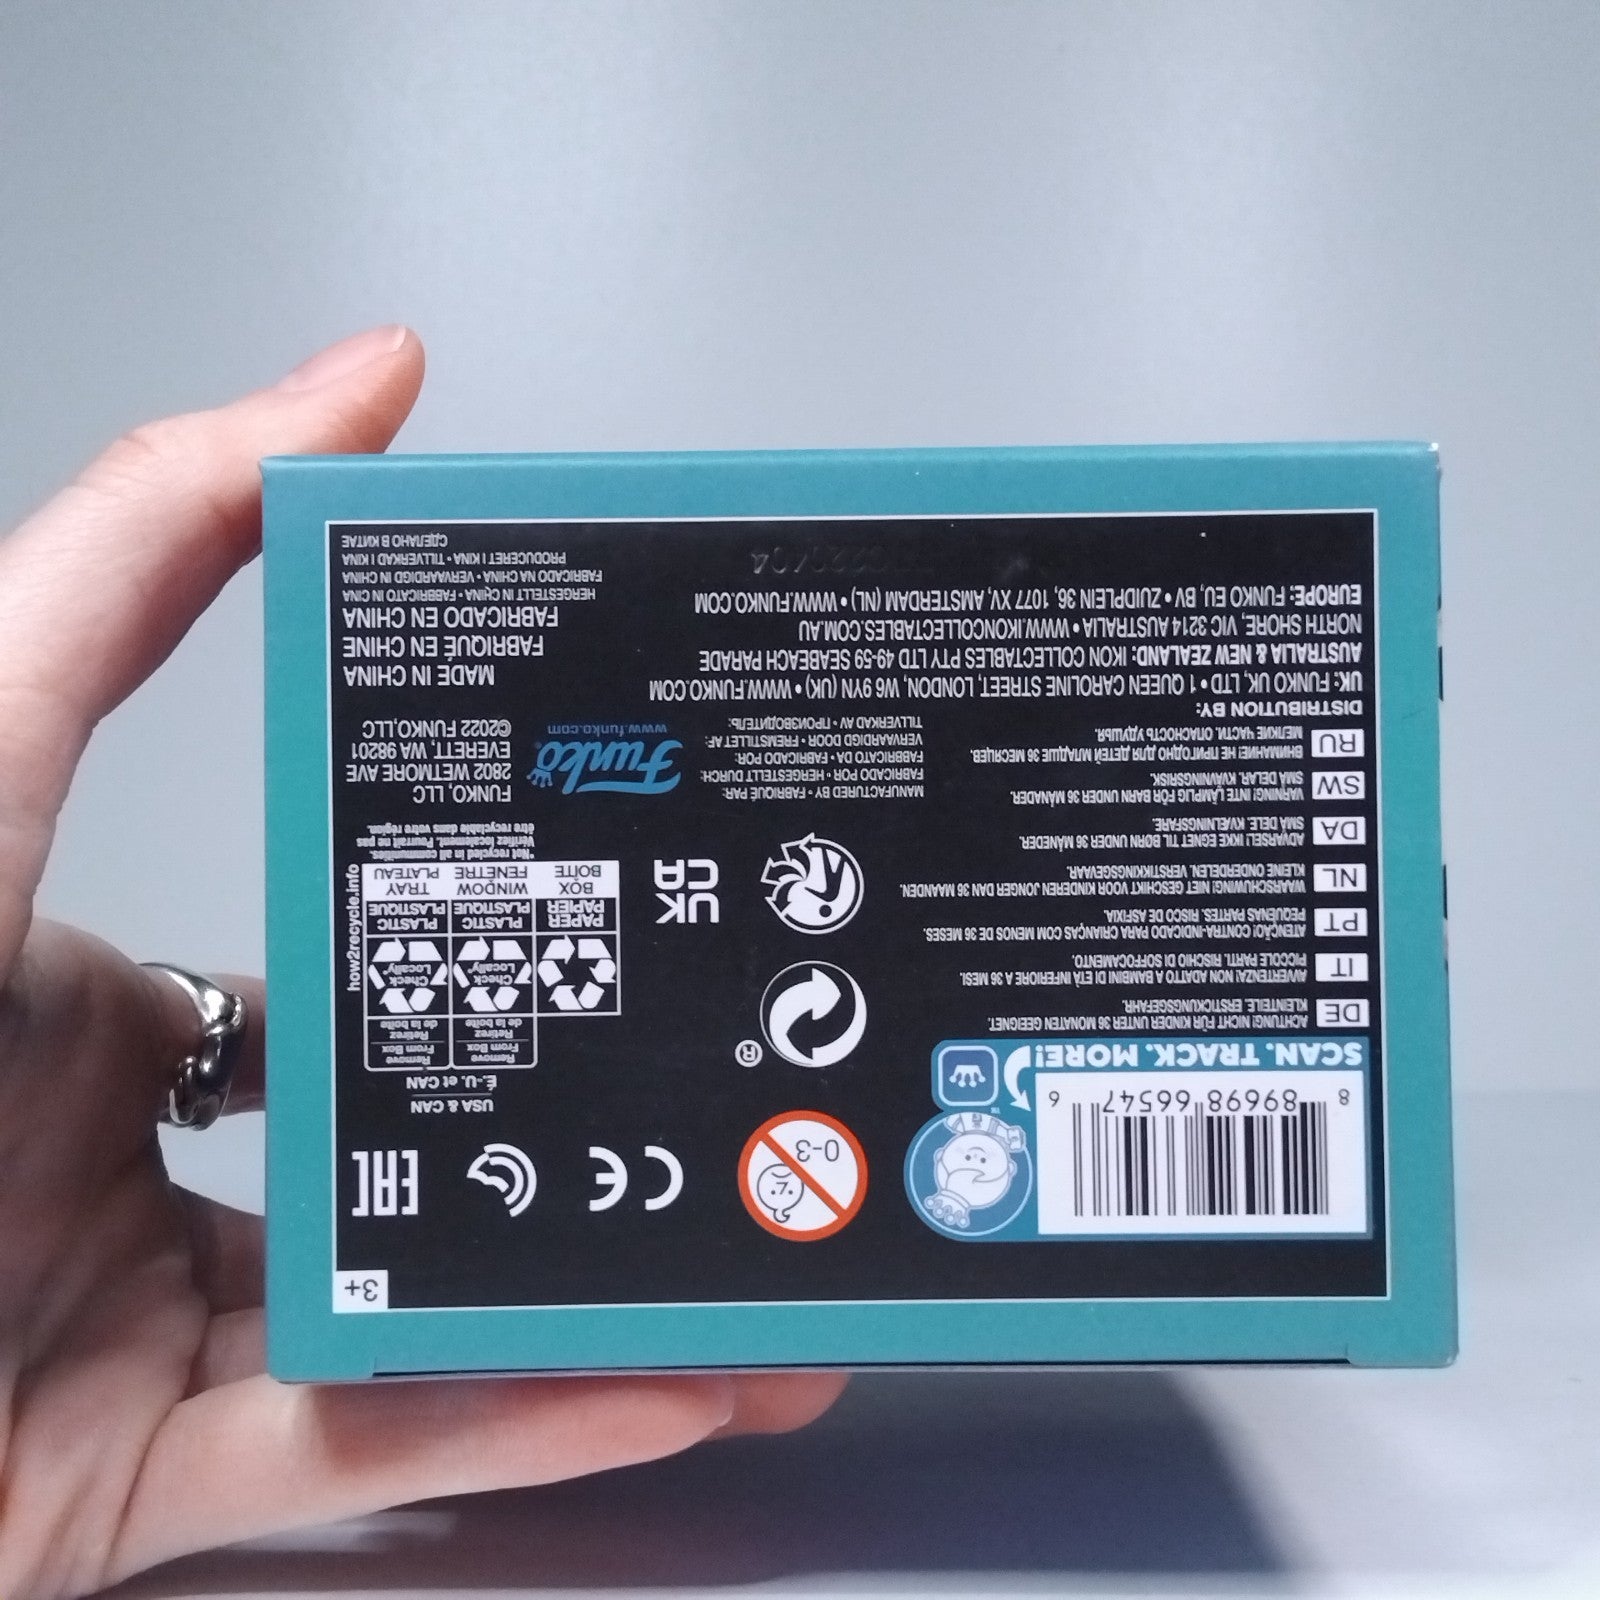 3+
8 89698 66547 6
SCAN. TRACK. MORE!
™
0-3
CE
EAC
USA & CAN
É.-U. et CAN
Remove
From Box
Retirez
de la boîte
Remove
From Box
Retirez
de la boîte
Check
Locally*
Check
Locally*
PAPER
PAPIER
BOX
BOÎTE
PLASTIC
PLASTIQUE
WINDOW
FENÊTRE
PLASTIC
PLASTIQUE
TRAY
PLATEAU
how2recycle.info
*Not recycled in all communities.
Vérifiez localement. Pourrait ne pas
être recyclable dans votre région.
®
UK
CA
DE ACHTUNG! NICHT FÜR KINDER UNTER 36 MONATEN GEEIGNET.
KLEINTEILE. ERSTICKUNGSGEFAHR.
IT AVVERTENZA! NON ADATTO A BAMBINI DI ETÀ INFERIORE A 36 MESI.
PICCOLE PARTI. RISCHIO DI SOFFOCAMENTO.
PT ATENÇÃO! CONTRA-INDICADO PARA CRIANÇAS COM MENOS DE 36 MESES.
PEQUENAS PARTES. RISCO DE ASFIXIA.
NL WAARSCHUWING! NIET GESCHIKT VOOR KINDEREN JONGER DAN 36 MAANDEN.
KLEINE ONDERDELEN. VERSTIKKINGSGEVAAR.
DA ADVARSEL! IKKE EGNET TIL BØRN UNDER 36 MÅNEDER.
SMÅ DELE. KVÆLNINGSFARE.
SW VARNING! INTE LÄMPLIG FÖR BARN UNDER 36 MÅNADER.
SMÅ DELAR. KVÄVNINGSRISK.
RU ВНИМАНИЕ! НЕ ПРИГОДНО ДЛЯ ДЕТЕЙ МЛАДШЕ 36 МЕСЯЦЕВ.
МЕЛКИЕ ЧАСТИ. ОПАСНОСТЬ УДУШЬЯ.
MANUFACTURED BY • FABRIQUÉ PAR:
FABRICADO POR • HERGESTELLT DURCH:
FABRICATO DA • FABRICADO POR:
VERVAARDIGD DOOR • FREMSTILLET AF:
TILLVERKAD AV • ПРОИЗВОДИТЕЛЬ:
Funko®
www.funko.com
FUNKO, LLC
2802 WETMORE AVE
EVERETT, WA 98201
©2022 FUNKO,LLC
DISTRIBUTION BY:
UK: FUNKO UK, LTD • 1 QUEEN CAROLINE STREET, LONDON, W6 9YN (UK) • WWW.FUNKO.COM
AUSTRALIA & NEW ZEALAND: IKON COLLECTABLES PTY LTD 49-59 SEABEACH PARADE
NORTH SHORE, VIC 3214 AUSTRALIA • WWW.IKONCOLLECTABLES.COM.AU
EUROPE: FUNKO EU, BV • ZUIDPLEIN 36, 1077 XV, AMSTERDAM (NL) • WWW.FUNKO.COM
MADE IN CHINA
FABRIQUÉ EN CHINE
FABRICADO EN CHINA
HERGESTELLT IN CHINA • FABBRICATO IN CINA
FABRICADO NA CHINA • VERVAARDIGD IN CHINA
PRODUCERET I KINA • TILLVERKAD I KINA
СДЕЛАНО В КИТАЕ